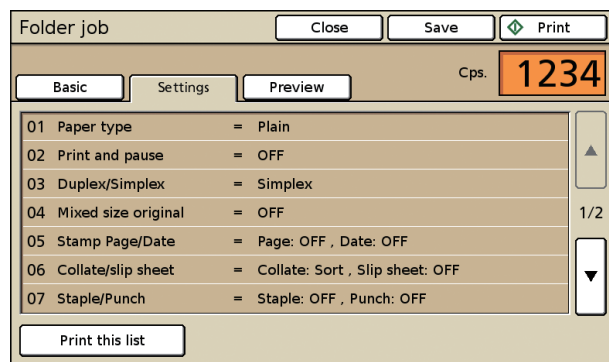 Folder job Close Save Print
Cps. 1234
Basic Settings Preview
01 Paper type = Plain
02 Print and pause = OFF
03 Duplex/Simplex = Simplex
04 Mixed size original = OFF
1/2
05 Stamp Page/Date = Page: OFF , Date: OFF
06 Collate/slip sheet = Collate: Sort , Slip sheet: OFF
07 Staple/Punch = Staple: OFF , Punch: OFF
Print this list